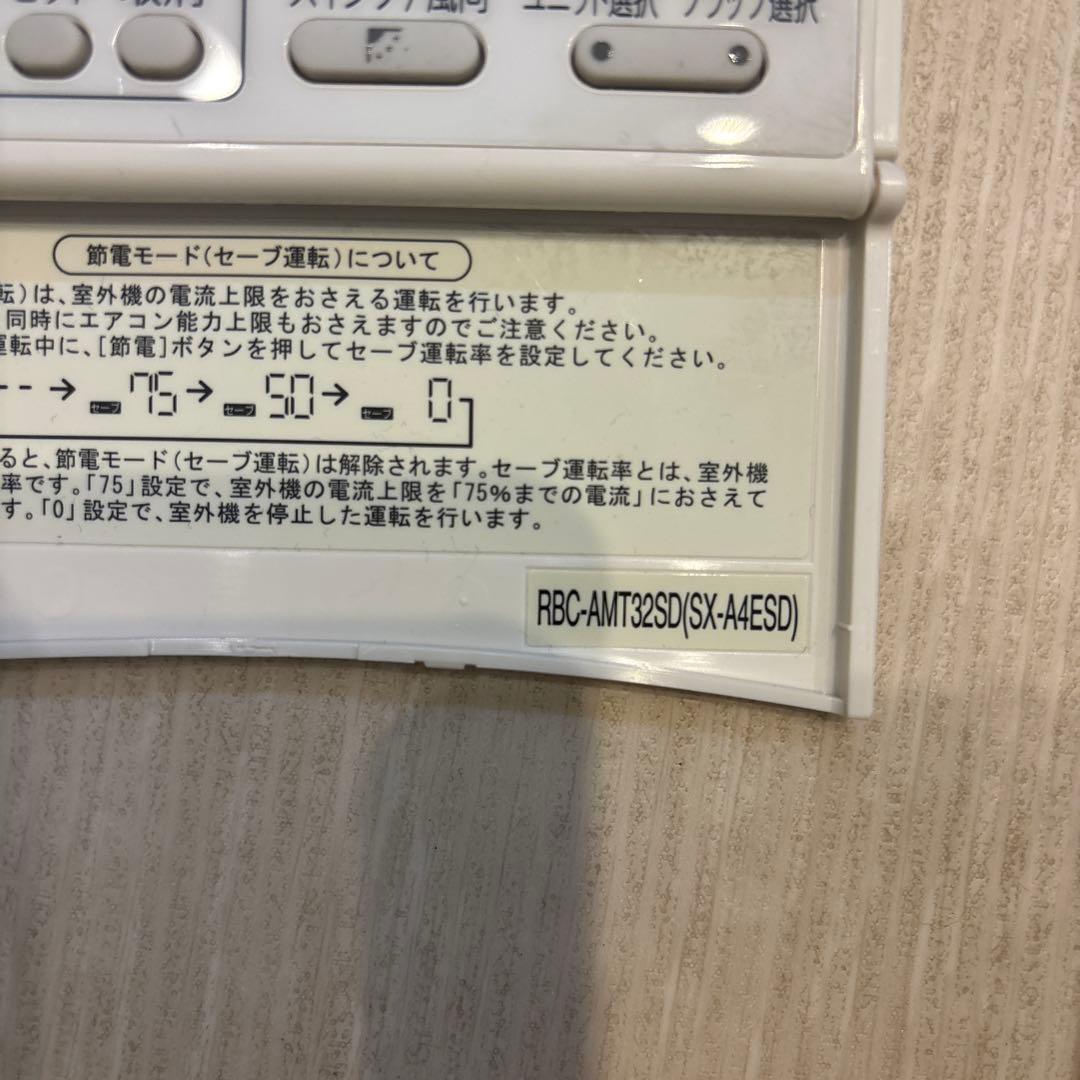 スイング/風向 ユニット選択 フラップ選択
節電モード(セーブ運転)について
転)は、室外機の電流上限をおさえる運転を行います。
同時にエアコン能力上限もおさえますのでご注意ください。
運転中に、[節電]ボタンを押してセーブ運転率を設定してください。
-- → セーブ 75 → セーブ 50 → セーブ 0
ると、節電モード(セーブ運転)は解除されます。セーブ運転率とは、室外機
率です。「75」設定で、室外機の電流上限を「75%までの電流」におさえて
す。「0」設定で、室外機を停止した運転を行います。
RBC-AMT32SD(SX-A4ESD)